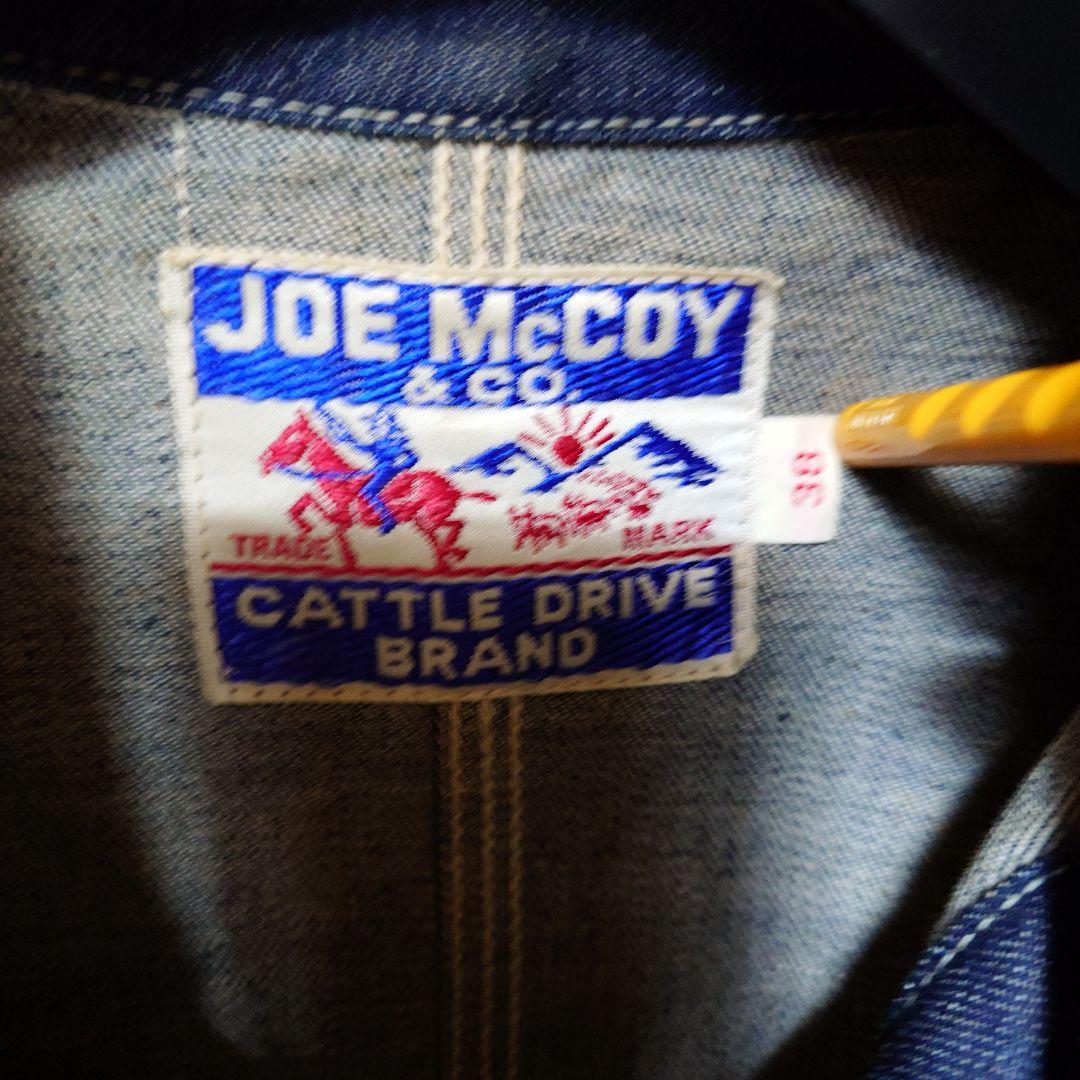 JOE McCOY
& CO.
TRADE MARK
CATTLE DRIVE
BRAND
38